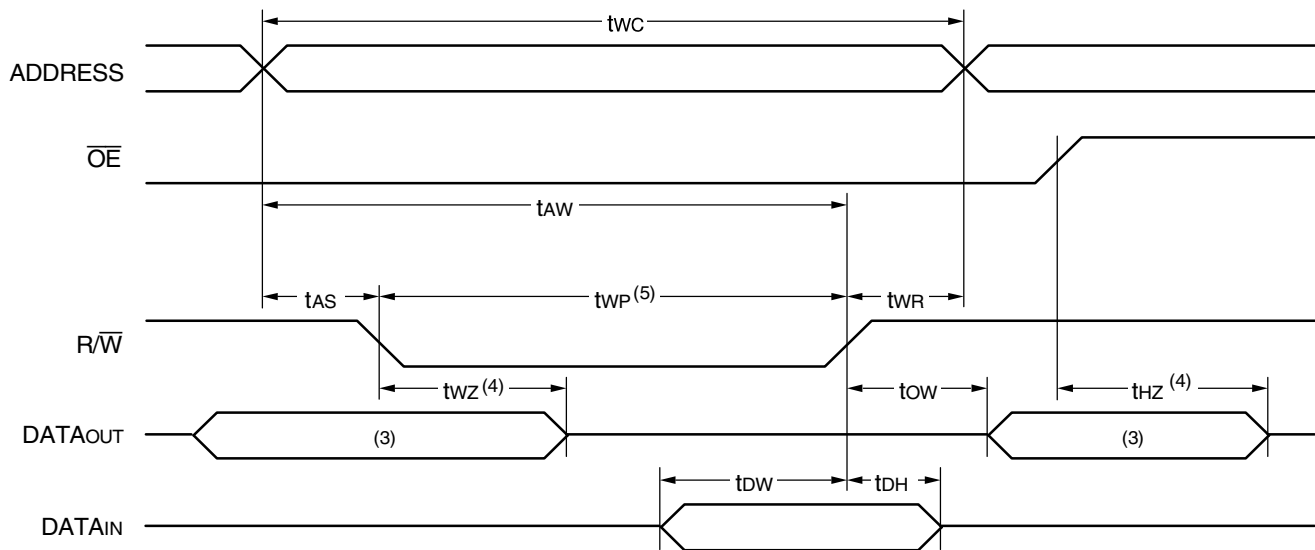 tWC
ADDRESS
OE
tAW
tAS
tWP(5)
tWR
R/W
tWZ(4)
tOW
tHZ(4)
DATAOUT
(3)
(3)
tDW
tDH
DATAIN